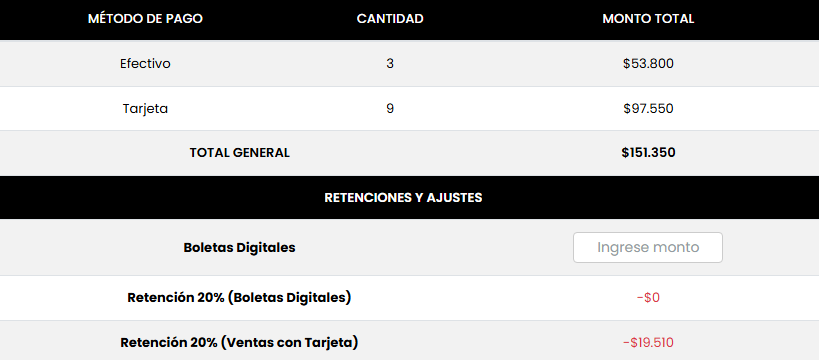 MÉTODO DE PAGO CANTIDAD MONTO TOTAL
Efectivo 3 $53.800
Tarjeta 9 $97.550
TOTAL GENERAL $151.350
RETENCIONES Y AJUSTES
Boletas Digitales Ingrese monto
Retención 20% (Boletas Digitales) -$0
Retención 20% (Ventas con Tarjeta) -$19.510